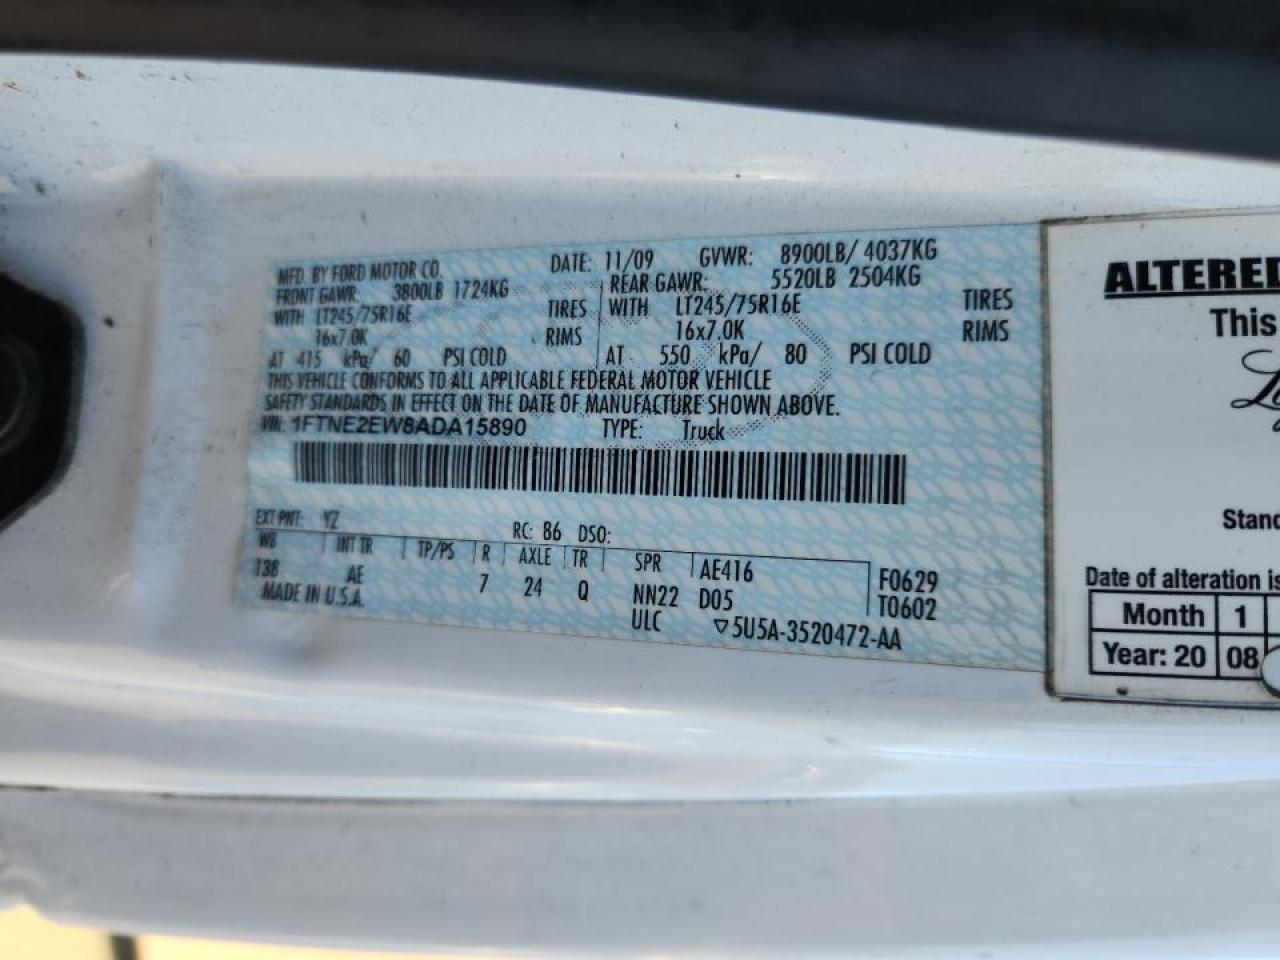 MFD. BY FORD MOTOR CO. DATE: 11/09 GVWR: 8900LB/ 4037KG
FRONT GAWR: 3800LB 1724KG REAR GAWR: 5520LB 2504KG
WITH LT245/75R16E TIRES WITH LT245/75R16E TIRES
16x7.0K RIMS 16x7.0K RIMS
AT 415 kPa/ 60 PSI COLD AT 550 kPa/ 80 PSI COLD
THIS VEHICLE CONFORMS TO ALL APPLICABLE FEDERAL MOTOR VEHICLE
SAFETY STANDARDS IN EFFECT ON THE DATE OF MANUFACTURE SHOWN ABOVE.
VIN: 1FTNE2EW8ADA15890 TYPE: Truck
EXT PNT: YZ RC: 86 DSO:
WB INT TR TP/PS R AXLE TR SPR AE416 F0629
138 AE 7 24 Q NN22 D05 T0602
MADE IN U.S.A. ULC ▽5U5A-3520472-AA
ALTERED
This
Stand
Date of alteration is
Month 1
Year: 20 08